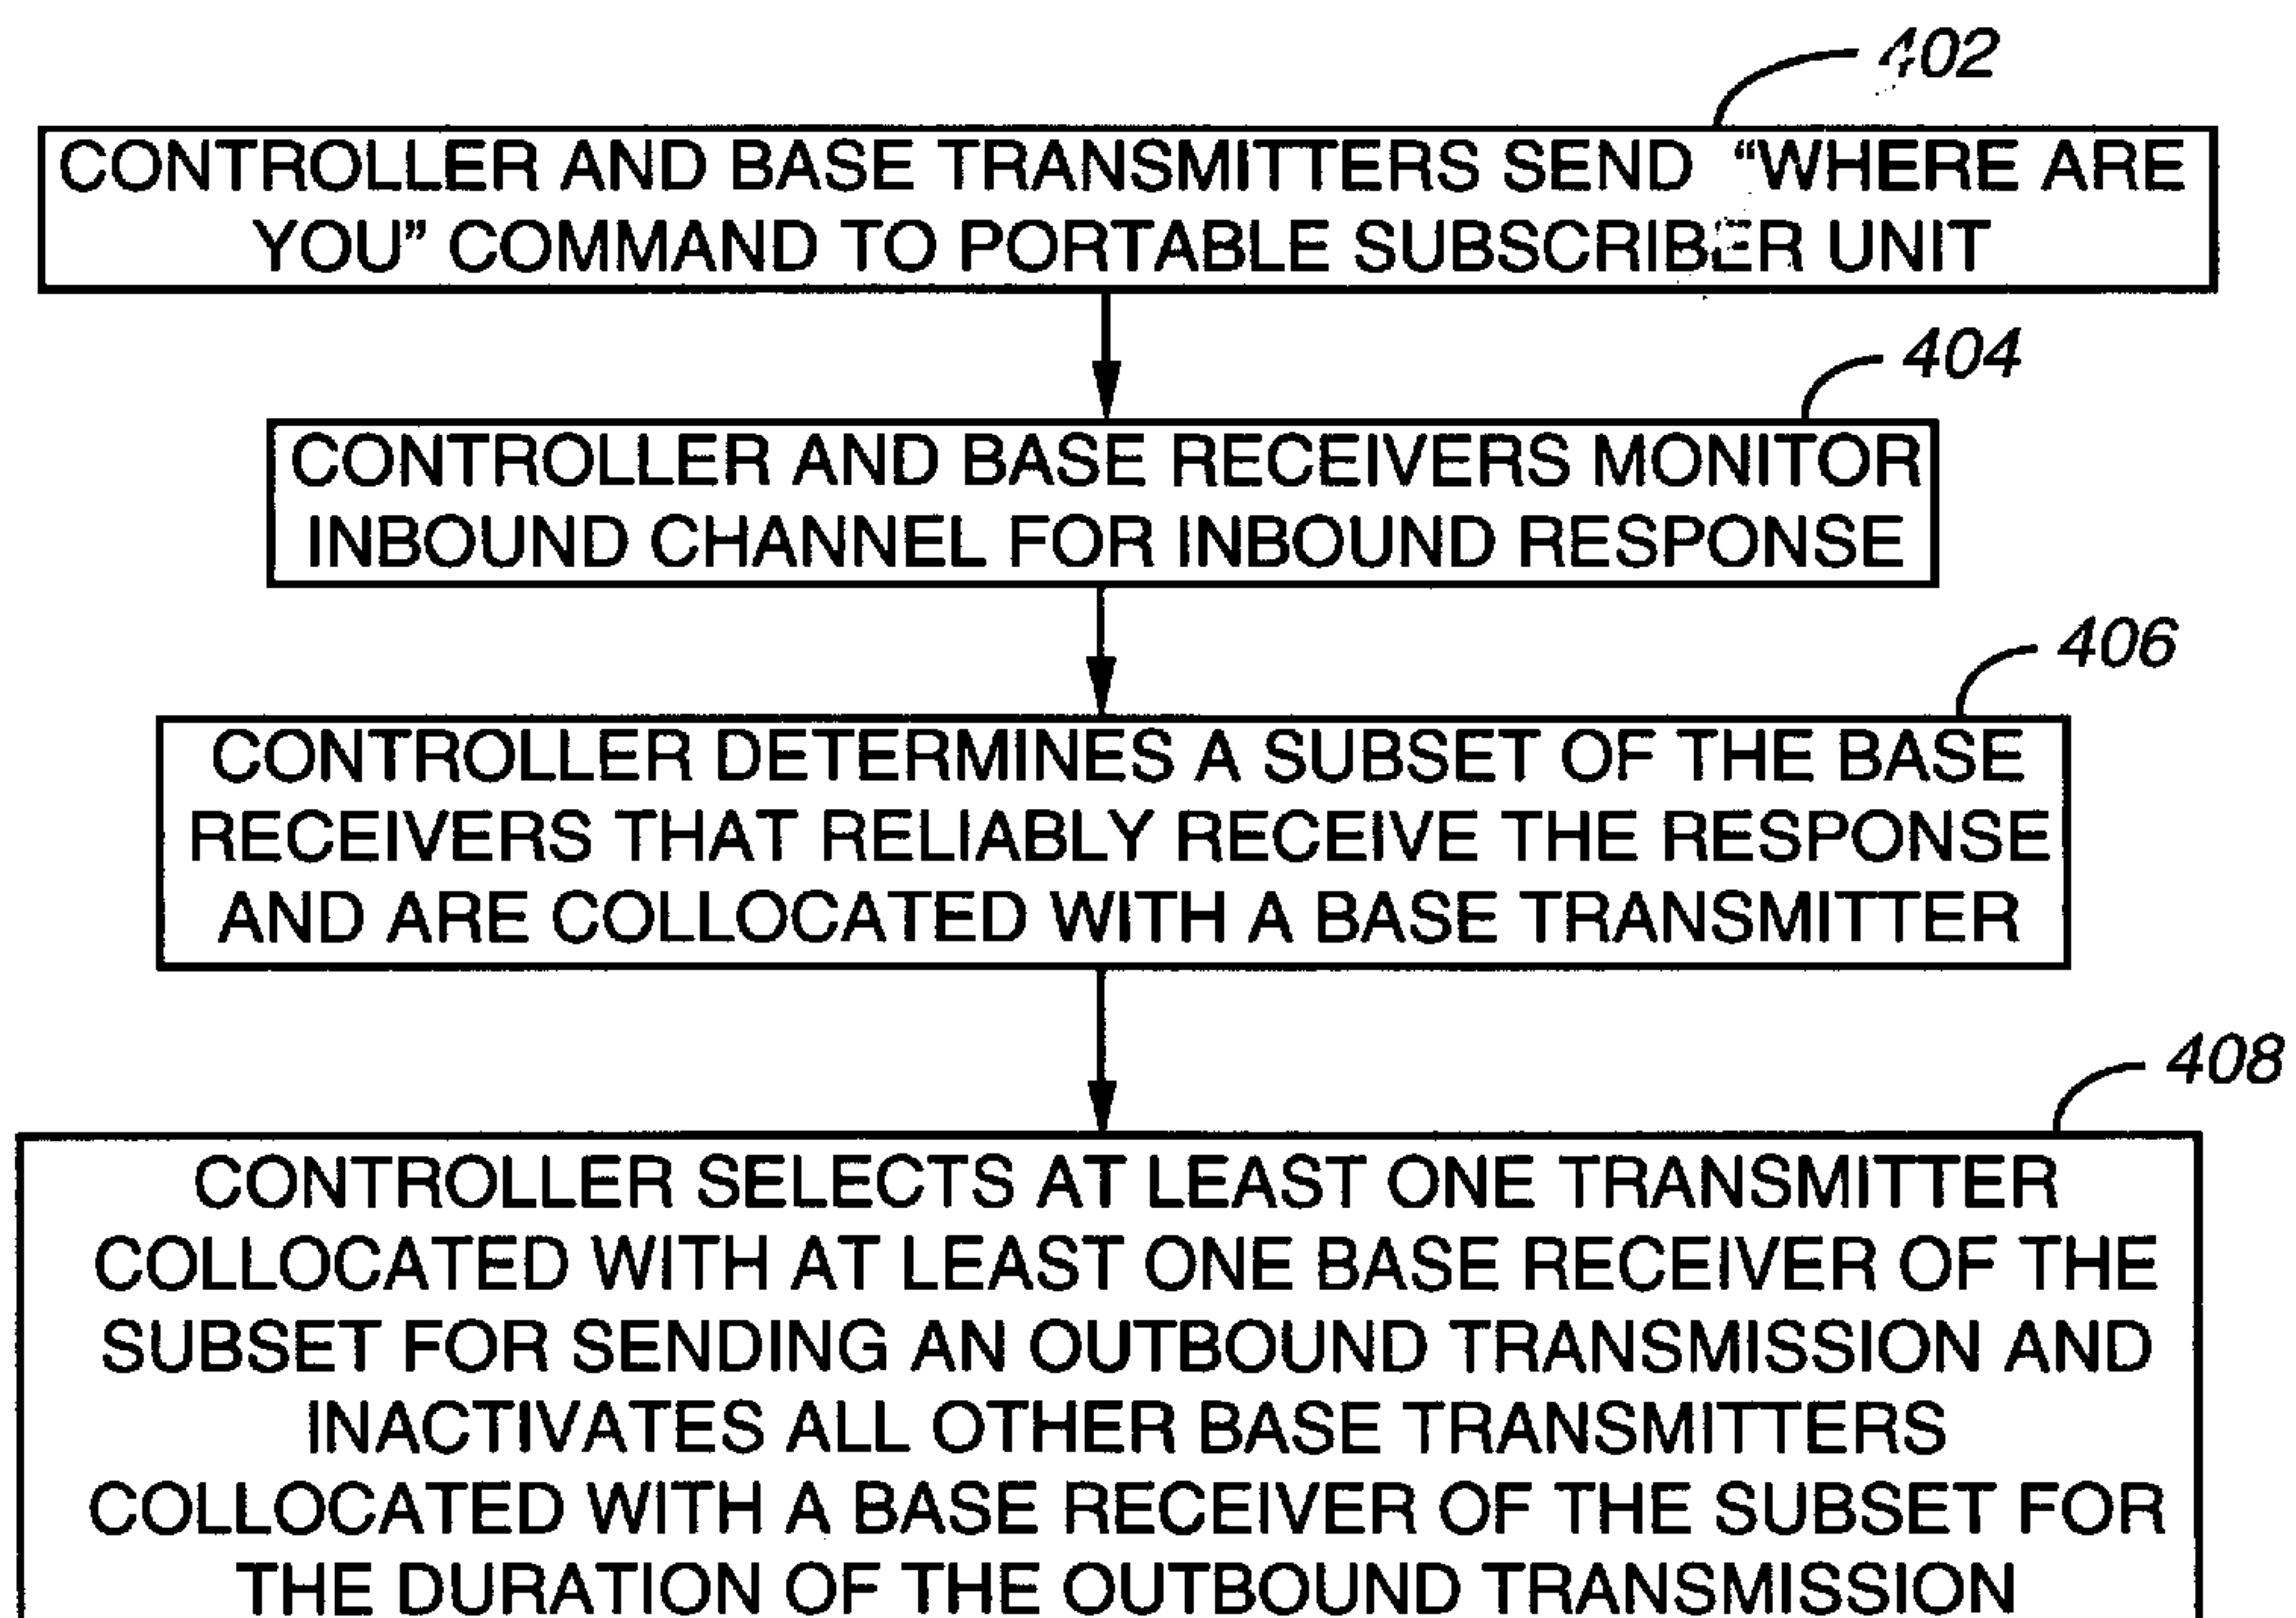 402
CONTROLLER AND BASE TRANSMITTERS SEND “WHERE ARE
YOU” COMMAND TO PORTABLE SUBSCRIBER UNIT
404
CONTROLLER AND BASE RECEIVERS MONITOR
INBOUND CHANNEL FOR INBOUND RESPONSE
406
CONTROLLER DETERMINES A SUBSET OF THE BASE
RECEIVERS THAT RELIABLY RECEIVE THE RESPONSE
AND ARE COLLOCATED WITH A BASE TRANSMITTER
408
CONTROLLER SELECTS AT LEAST ONE TRANSMITTER
COLLOCATED WITH AT LEAST ONE BASE RECEIVER OF THE
SUBSET FOR SENDING AN OUTBOUND TRANSMISSION AND
INACTIVATES ALL OTHER BASE TRANSMITTERS
COLLOCATED WITH A BASE RECEIVER OF THE SUBSET FOR
THE DURATION OF THE OUTBOUND TRANSMISSION